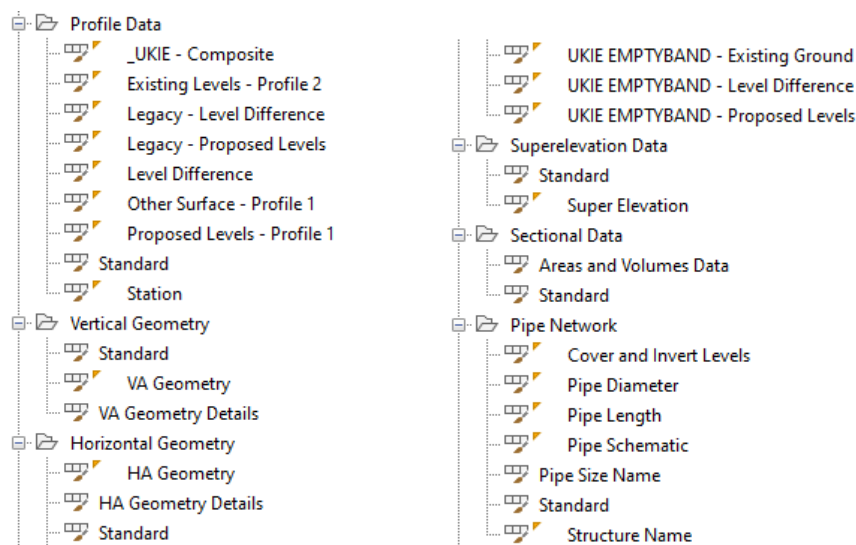 Profile Data
_UKIE - Composite
Existing Levels - Profile 2
Legacy - Level Difference
Legacy - Proposed Levels
Level Difference
Other Surface - Profile 1
Proposed Levels - Profile 1
Standard
Station
Vertical Geometry
Standard
VA Geometry
VA Geometry Details
Horizontal Geometry
HA Geometry
HA Geometry Details
Standard
UKIE EMPTYBAND - Existing Ground
UKIE EMPTYBAND - Level Difference
UKIE EMPTYBAND - Proposed Levels
Superelevation Data
Standard
Super Elevation
Sectional Data
Areas and Volumes Data
Standard
Pipe Network
Cover and Invert Levels
Pipe Diameter
Pipe Length
Pipe Schematic
Pipe Size Name
Standard
Structure Name